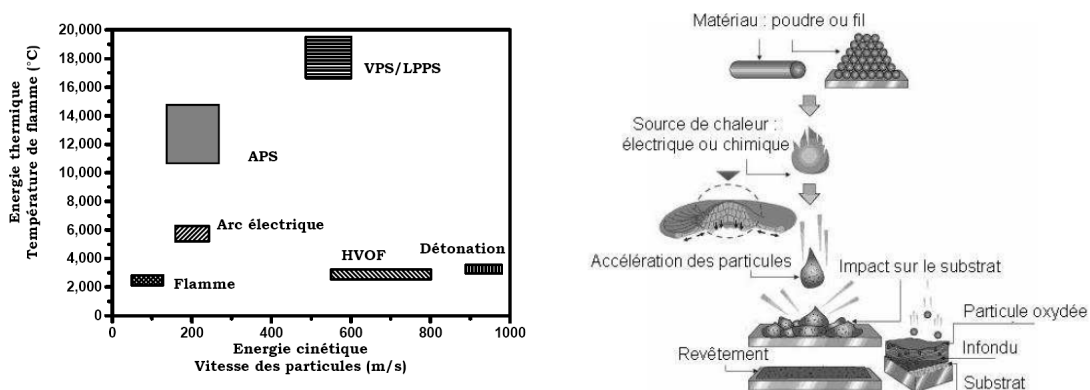 20,000
18,000
16,000
14,000
12,000
10,000
8,000
6,000
4,000
2,000
0
200
400
600
800
1000
Energie thermique
Température de flamme (°C)
VPS/LPPS
APS
Arc électrique
HVOF
Détonation
Flamme
Energie cinétique
Vitesse des particules (m/s)
Matériau : poudre ou fil
Source de chaleur :
électrique ou chimique
Accélération des particules
Impact sur le substrat
Particule oxydée
Infondu
Revêtement
Substrat